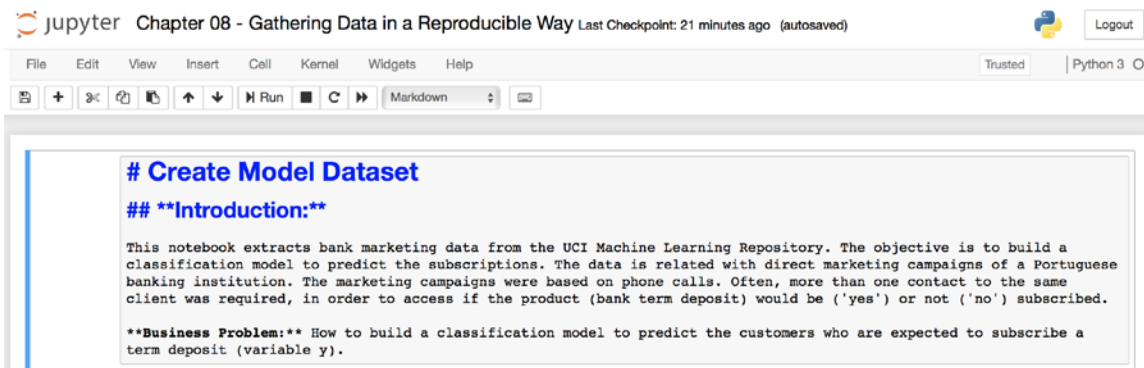 jupyter Chapter 08 - Gathering Data in a Reproducible Way Last Checkpoint: 21 minutes ago (autosaved)
Logout
File Edit View Insert Cell Kernel Widgets Help
Trusted Python 3
Run Markdown
# Create Model Dataset
## **Introduction:**
This notebook extracts bank marketing data from the UCI Machine Learning Repository. The objective is to build a
classification model to predict the subscriptions. The data is related with direct marketing campaigns of a Portuguese
banking institution. The marketing campaigns were based on phone calls. Often, more than one contact to the same
client was required, in order to access if the product (bank term deposit) would be ('yes') or not ('no') subscribed.
**Business Problem:** How to build a classification model to predict the customers who are expected to subscribe a
term deposit (variable y).